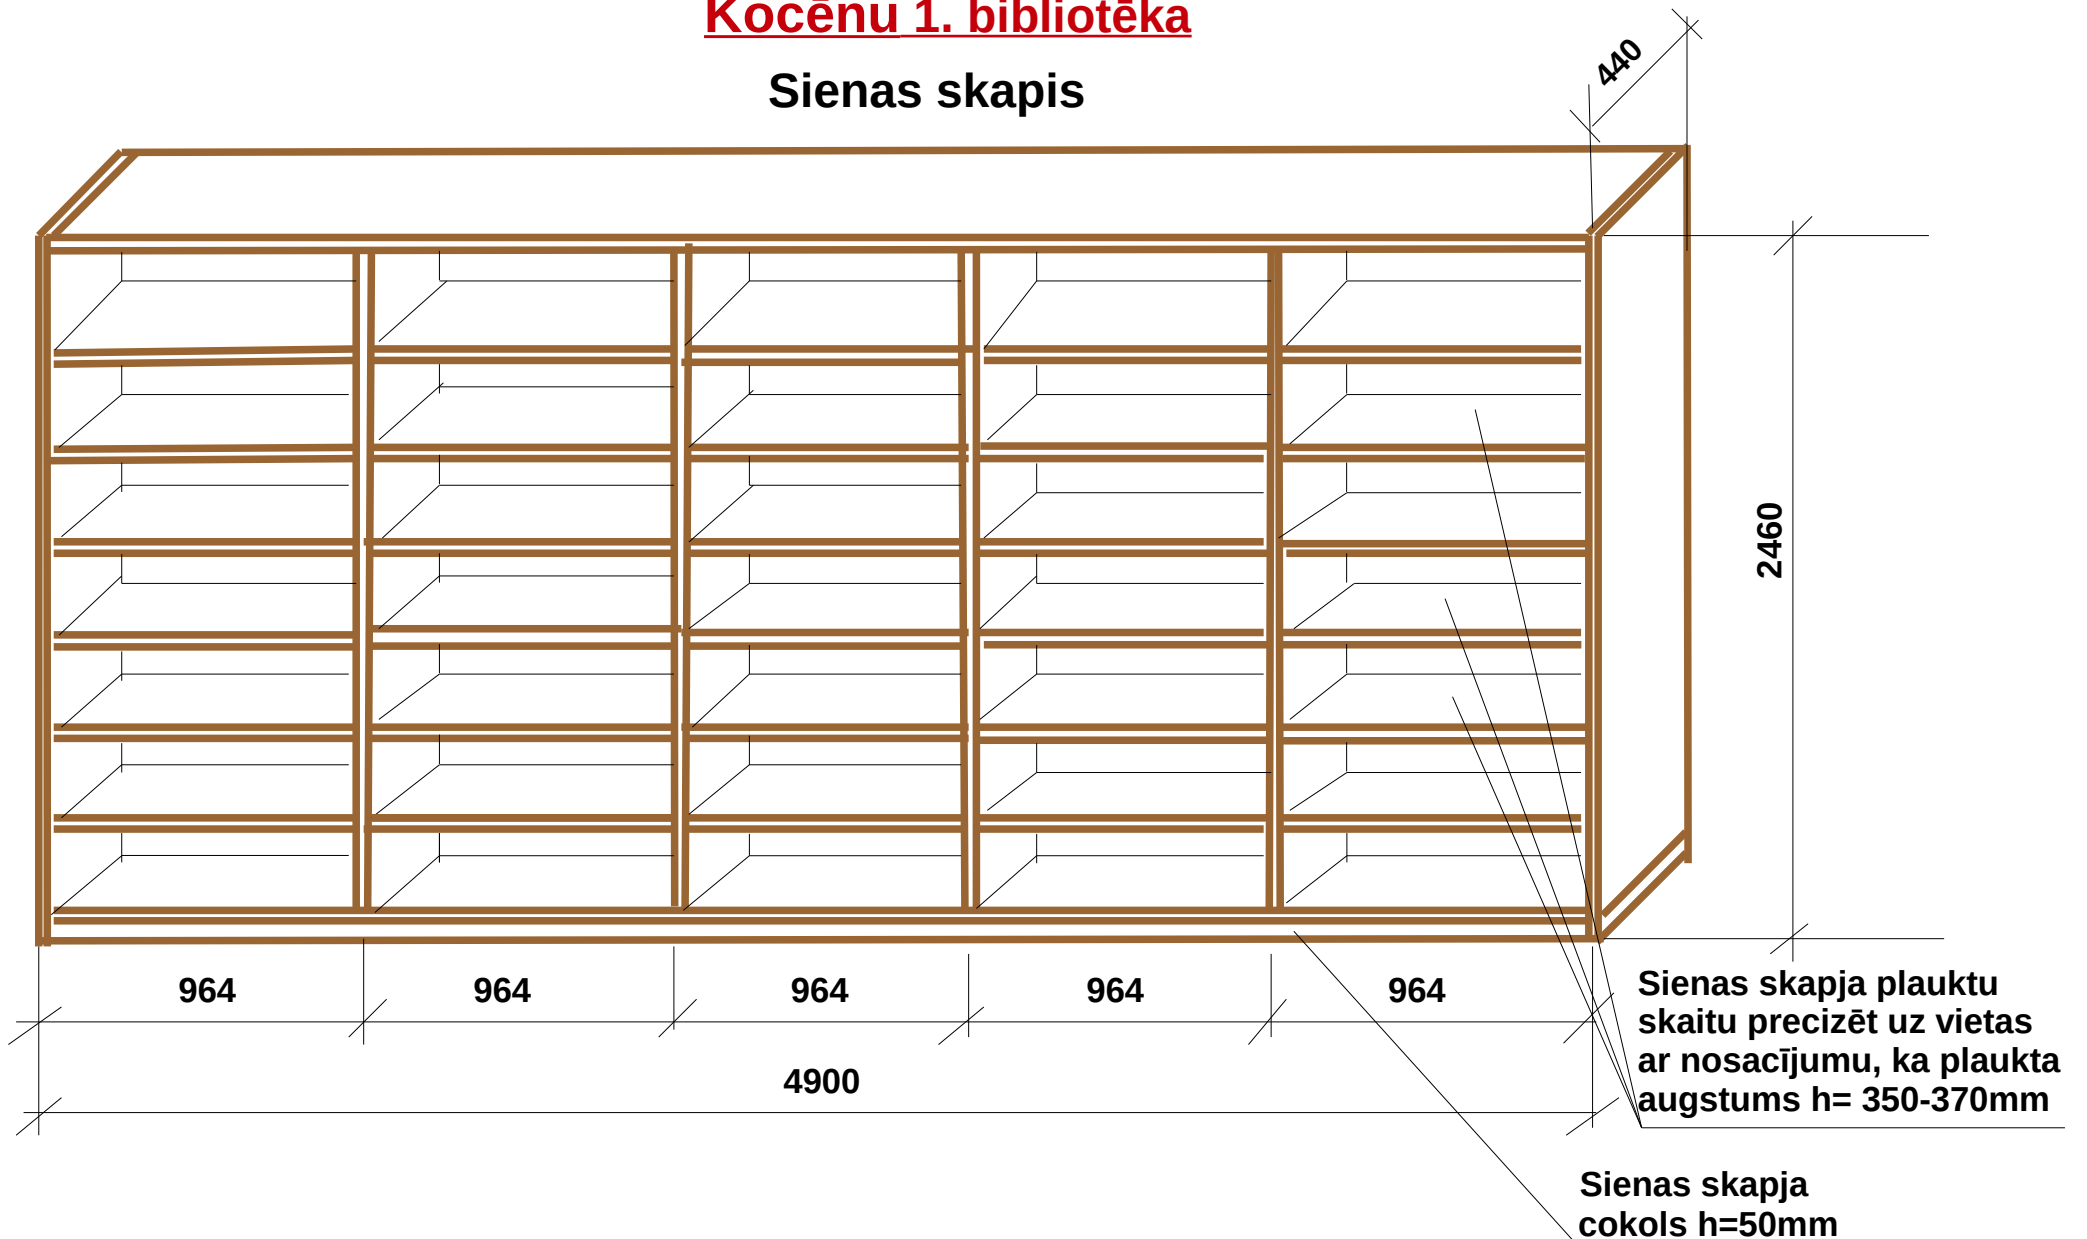 Kocēnu 1. bibliotēka
Sienas skapis
440
2460
964 964 964 964 964
4900
Sienas skapja plauktu
skaitu precizēt uz vietas
ar nosacījumu, ka plaukta
augstums h= 350-370mm
Sienas skapja
cokols h=50mm